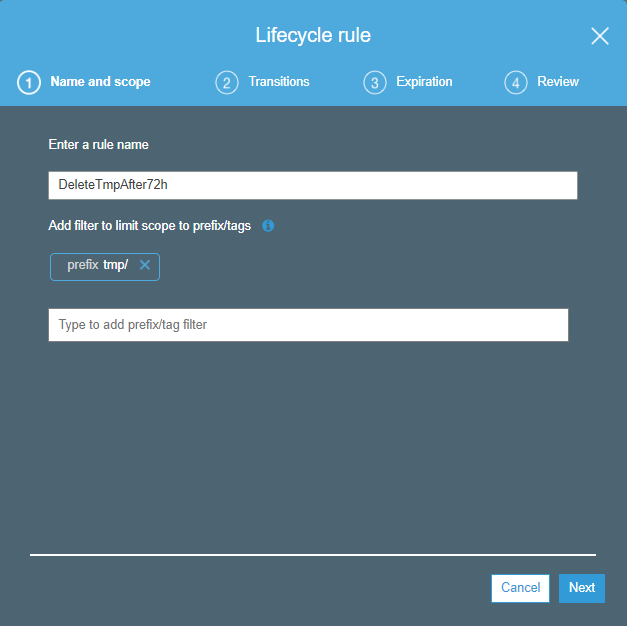 Lifecycle rule
1 Name and scope 2 Transitions 3 Expiration 4 Review
Enter a rule name
DeleteTmpAfter72h
Add filter to limit scope to prefix/tags
prefix tmp/
Type to add prefix/tag filter
Cancel Next